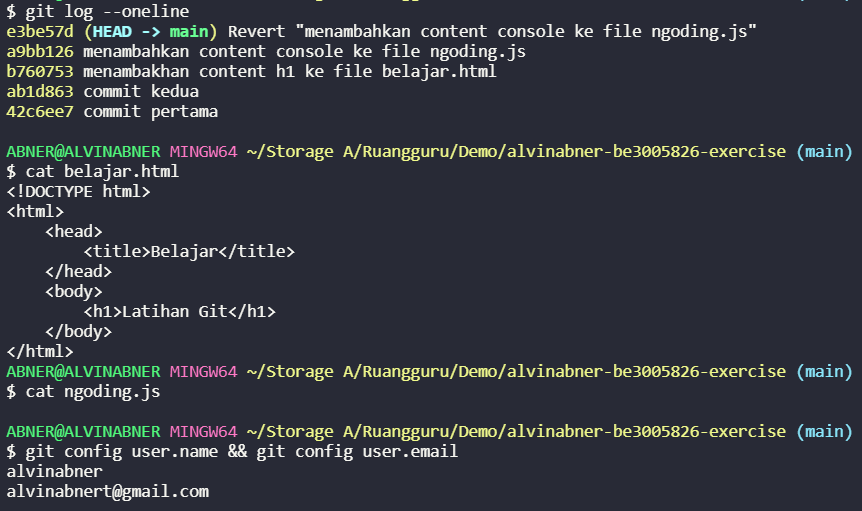 $ git log --oneline
e3be57d (HEAD -> main) Revert "menambahkan content console ke file ngoding.js"
a9bb126 menambahkan content console ke file ngoding.js
b760753 menambakhan content h1 ke file belajar.html
ab1d863 commit kedua
42c6ee7 commit pertama
ABNER@ALVINABNER MINGW64 ~/Storage A/Ruangguru/Demo/alvinabner-be3005826-exercise (main)
$ cat belajar.html
<!DOCTYPE html>
<html>
    <head>
        <title>Belajar</title>
    </head>
    <body>
        <h1>Latihan Git</h1>
    </body>
</html>
ABNER@ALVINABNER MINGW64 ~/Storage A/Ruangguru/Demo/alvinabner-be3005826-exercise (main)
$ cat ngoding.js
ABNER@ALVINABNER MINGW64 ~/Storage A/Ruangguru/Demo/alvinabner-be3005826-exercise (main)
$ git config user.name && git config user.email
alvinabner
alvinabnert@gmail.com